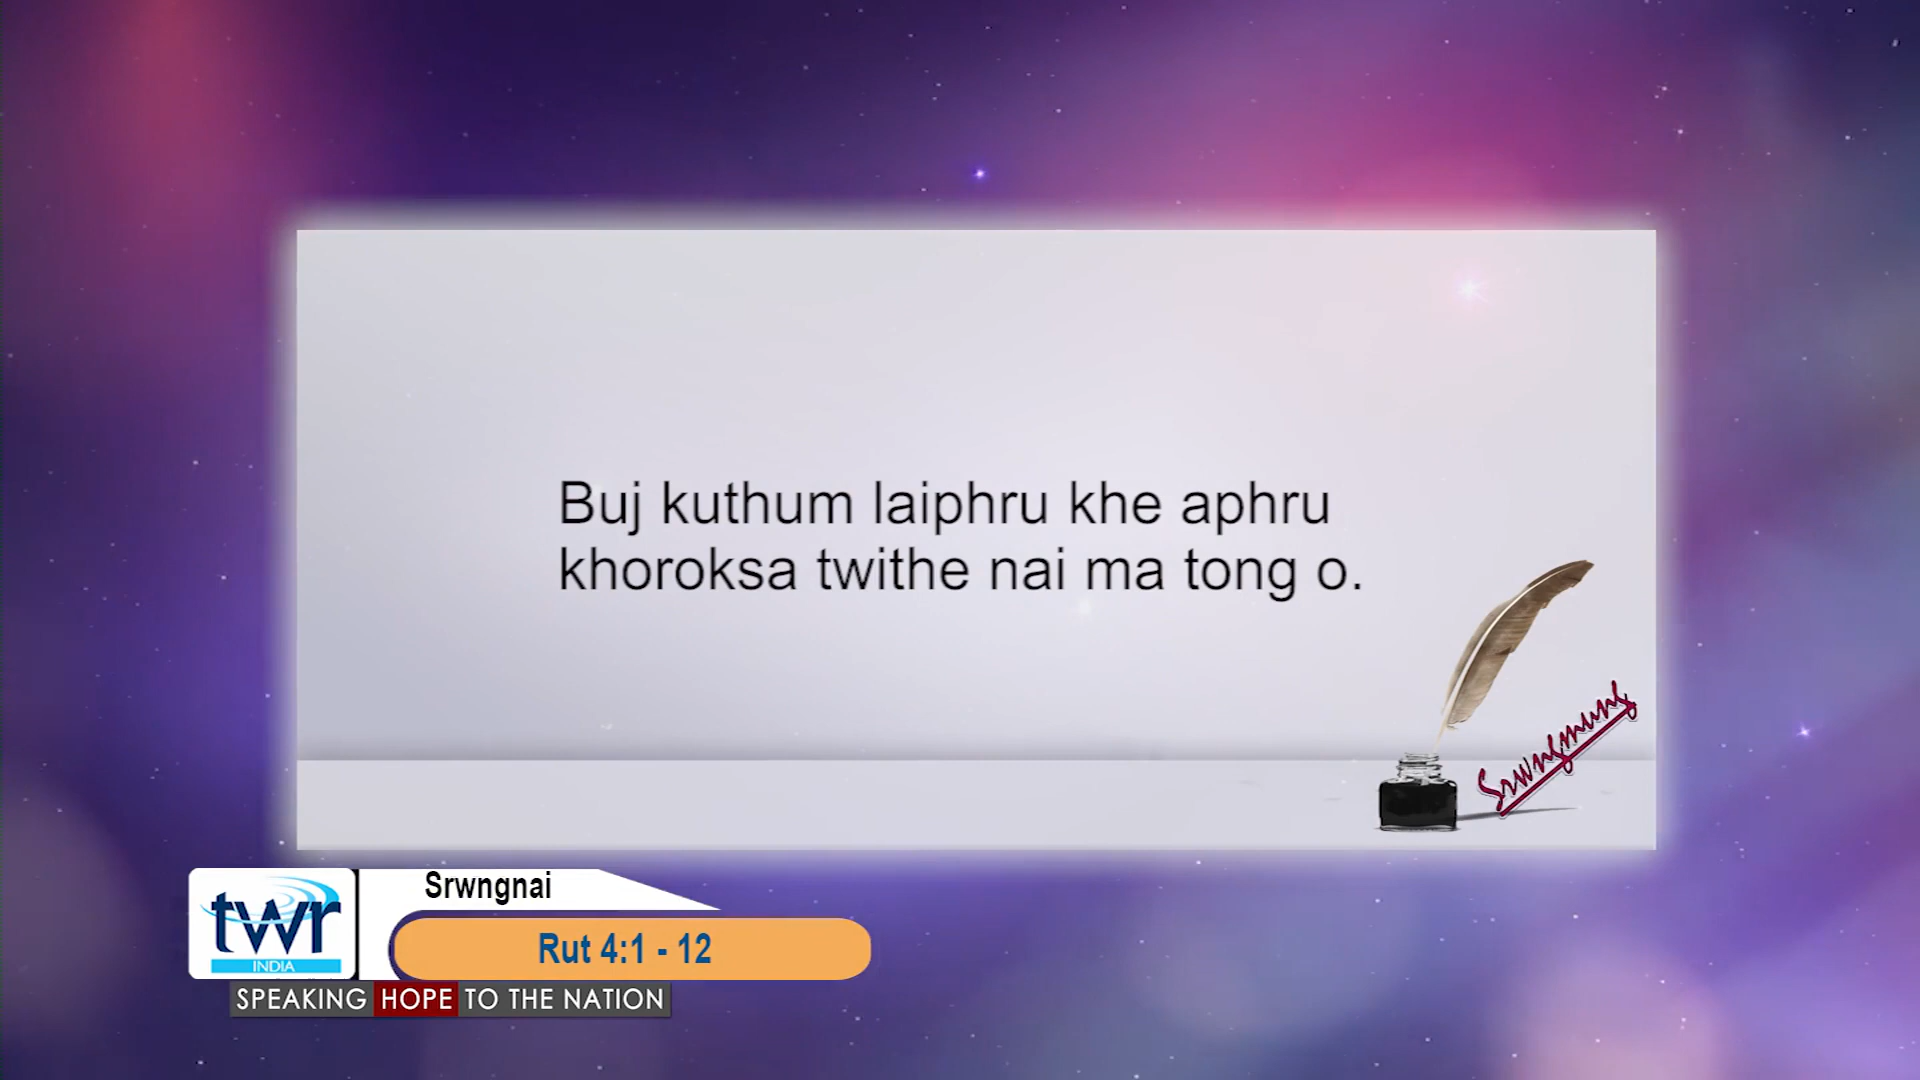 Buj kuthum laiphru khe aphru
khoroksa twithe nai ma tong o.
Srwngmung
Srwngnai
twr
INDIA
Rut 4:1 - 12
SPEAKING HOPE TO THE NATION